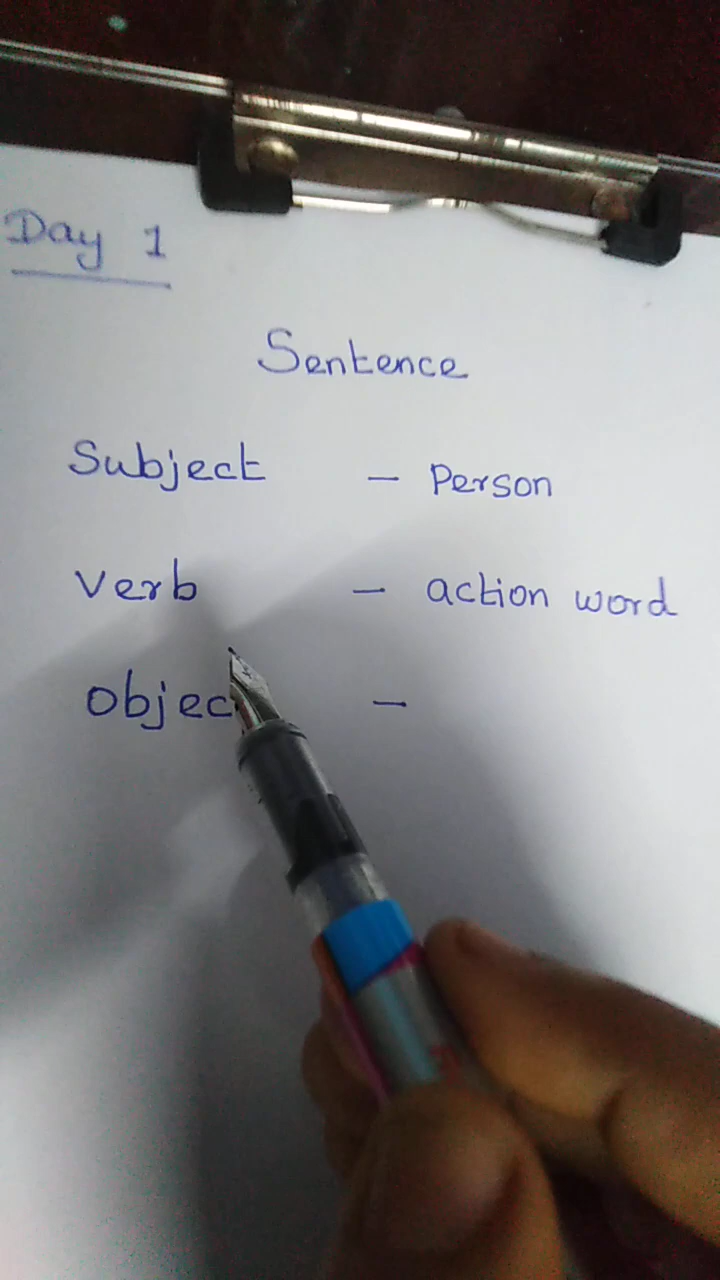 Day 1
Sentence
Subject - Person
Verb - action word
Objec -